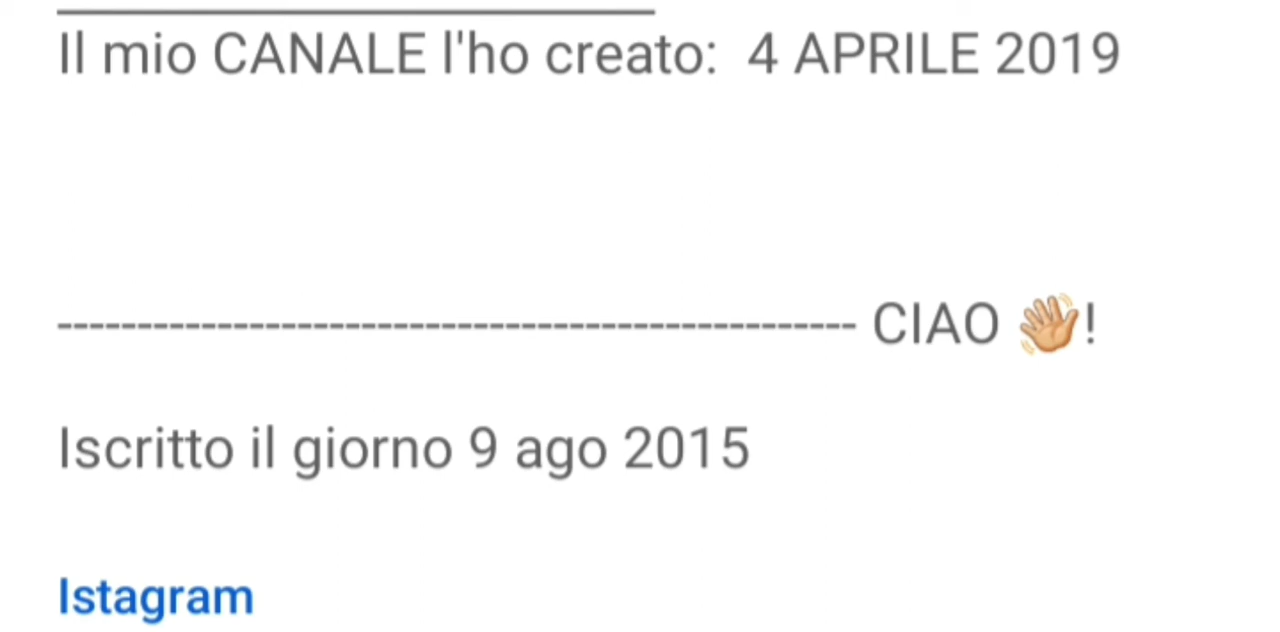 Il mio CANALE l'ho creato:  4 APRILE 2019
-------------------------------------------------- CIAO 👋🏼!
Iscritto il giorno 9 ago 2015
Istagram